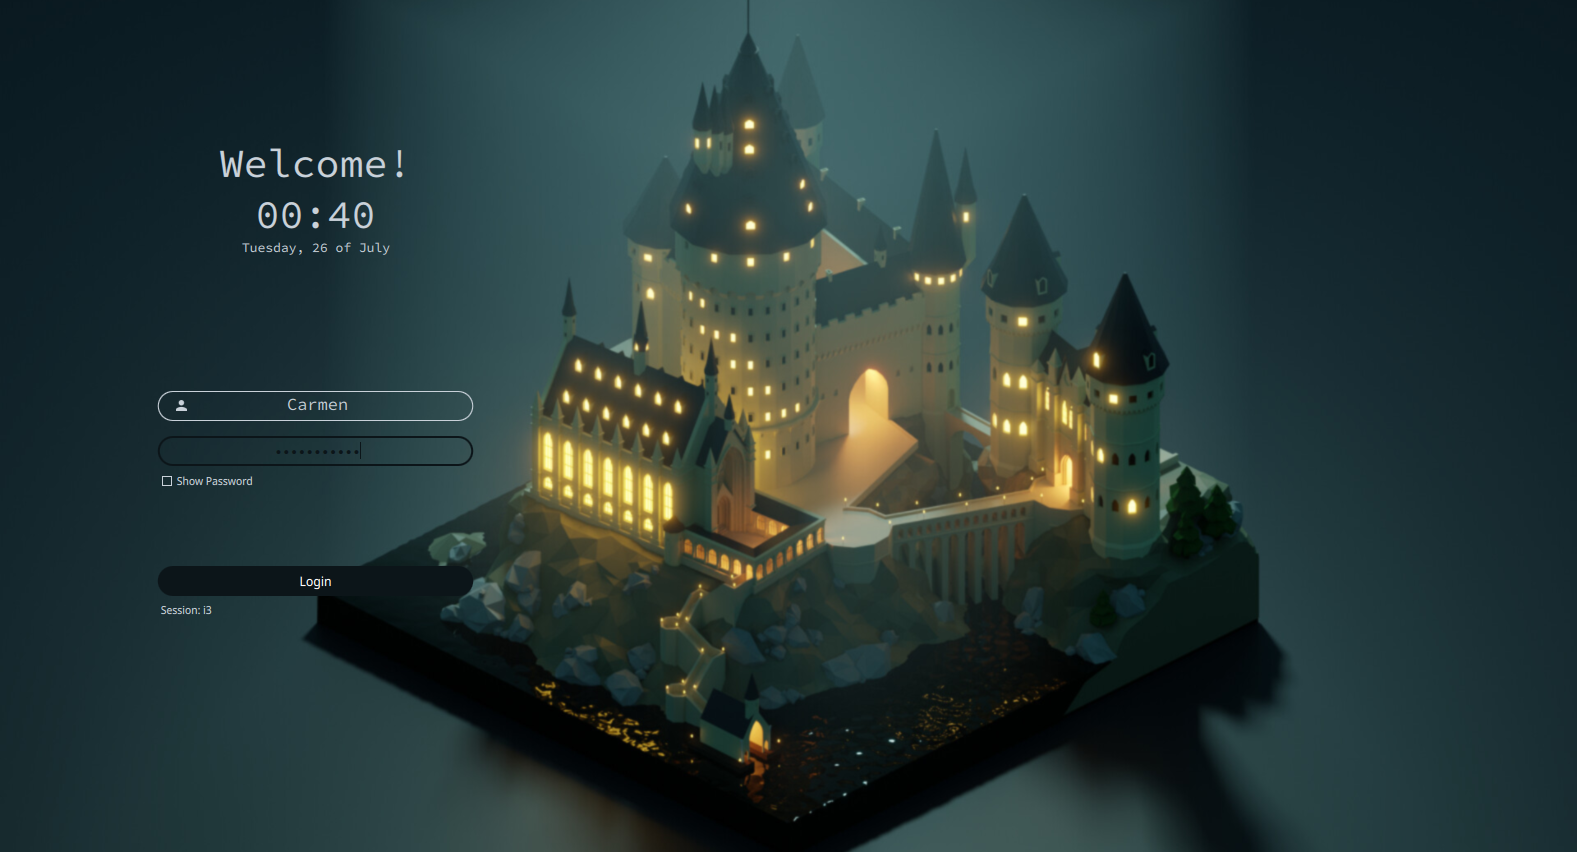 Welcome!
00:40
Tuesday, 26 of July
Carmen
•••••••••••
Show Password
Login
Session: i3